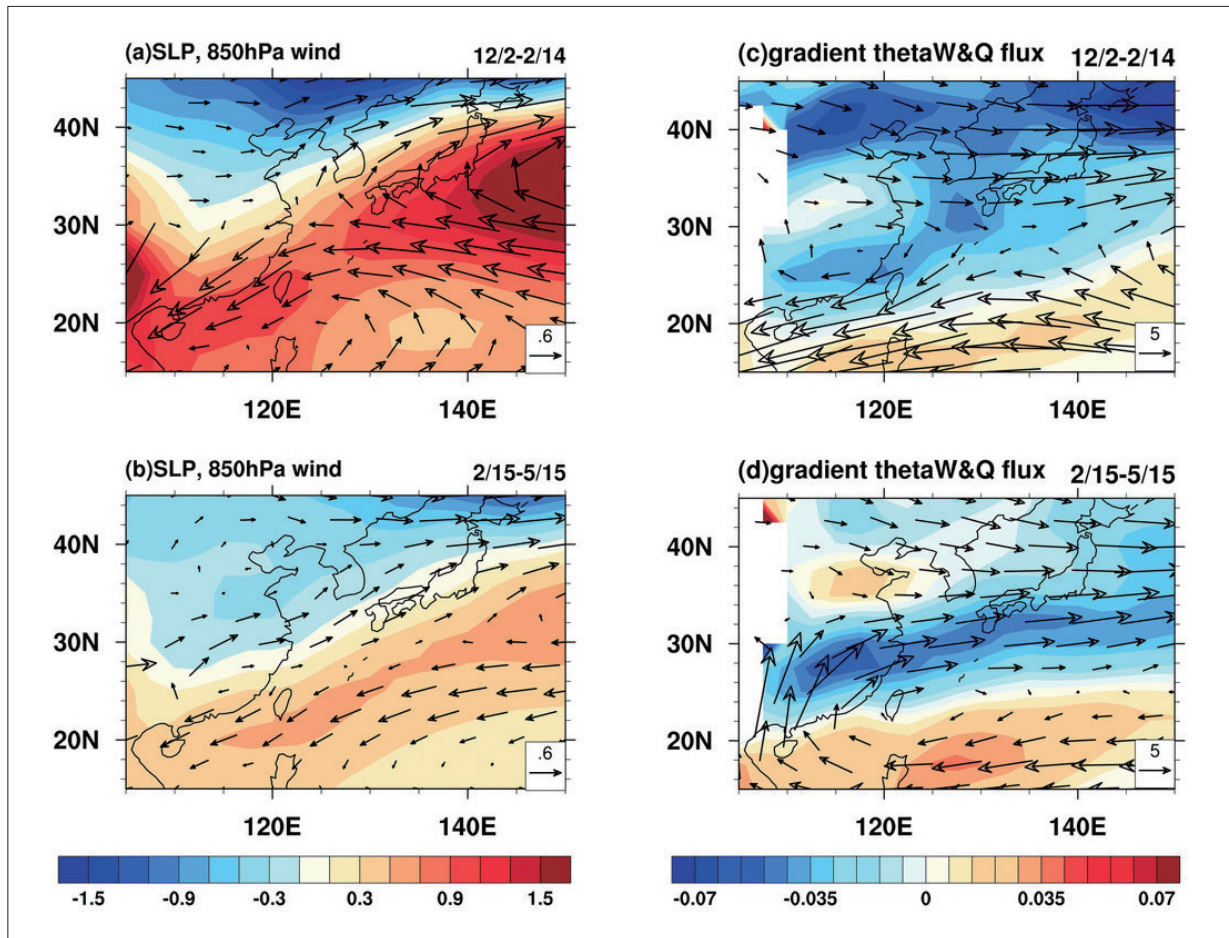 (a)SLP, 850hPa wind 12/2-2/14
40N
30N
20N
.6
120E 140E
(c)gradient thetaW&Q flux 12/2-2/14
40N
30N
20N
5
120E 140E
(b)SLP, 850hPa wind 2/15-5/15
40N
30N
20N
.6
120E 140E
(d)gradient thetaW&Q flux 2/15-5/15
40N
30N
20N
5
120E 140E
-1.5 -0.9 -0.3 0.3 0.9 1.5
-0.07 -0.035 0 0.035 0.07